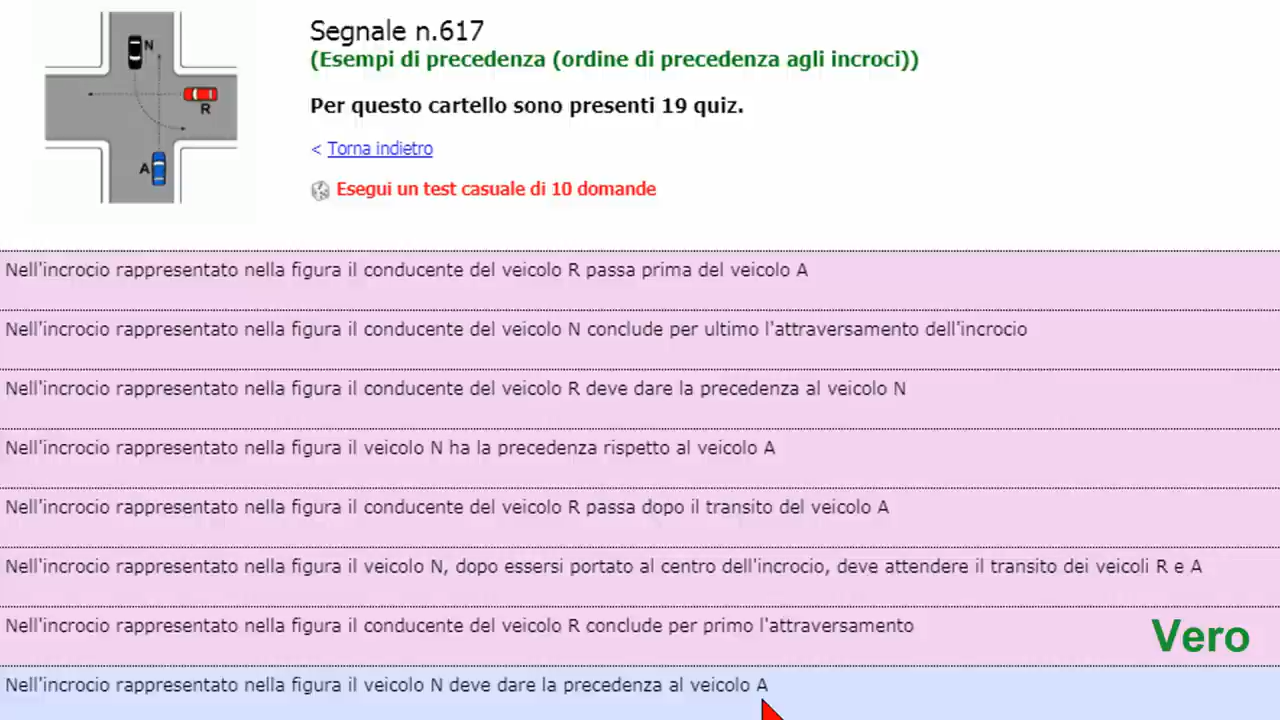 N
R
A
Segnale n.617
(Esempi di precedenza (ordine di precedenza agli incroci))
Per questo cartello sono presenti 19 quiz.
< Torna indietro
Esegui un test casuale di 10 domande
Nell'incrocio rappresentato nella figura il conducente del veicolo R passa prima del veicolo A
Nell'incrocio rappresentato nella figura il conducente del veicolo N conclude per ultimo l'attraversamento dell'incrocio
Nell'incrocio rappresentato nella figura il conducente del veicolo R deve dare la precedenza al veicolo N
Nell'incrocio rappresentato nella figura il veicolo N ha la precedenza rispetto al veicolo A
Nell'incrocio rappresentato nella figura il conducente del veicolo R passa dopo il transito del veicolo A
Nell'incrocio rappresentato nella figura il veicolo N, dopo essersi portato al centro dell'incrocio, deve attendere il transito dei veicoli R e A
Nell'incrocio rappresentato nella figura il conducente del veicolo R conclude per primo l'attraversamento
Vero
Nell'incrocio rappresentato nella figura il veicolo N deve dare la precedenza al veicolo A